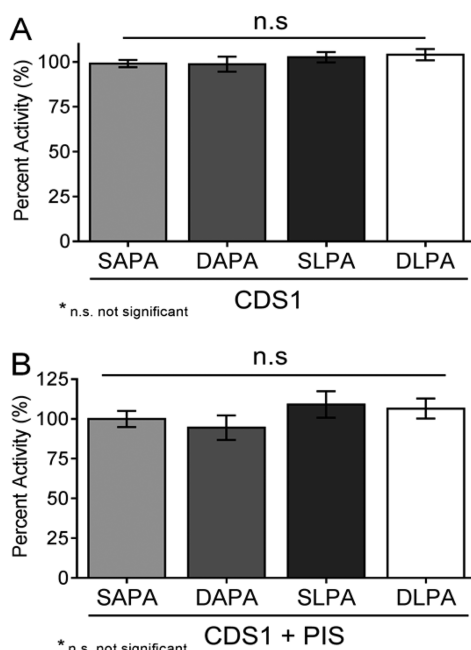 A
n.s
Percent Activity (%)
100
75
50
25
0
SAPA DAPA SLPA DLPA
CDS1
* n.s. not significant
B
n.s
Percent Activity (%)
125
100
75
50
25
0
SAPA DAPA SLPA DLPA
CDS1 + PIS
* n.s. not significant